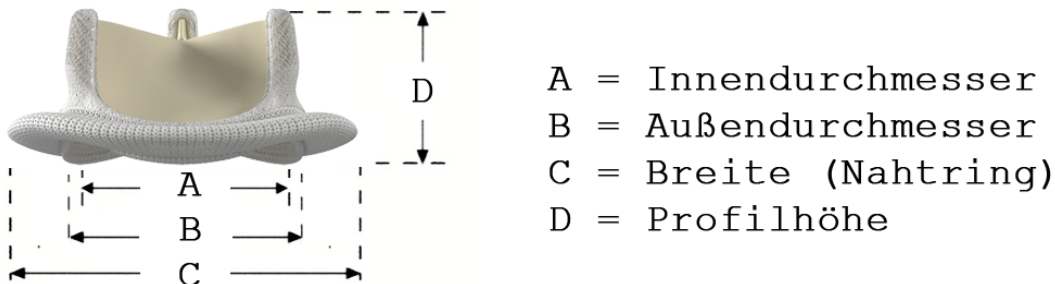 D
A
B
C
A = Innendurchmesser
B = Außendurchmesser
C = Breite (Nahtring)
D = Profilhöhe